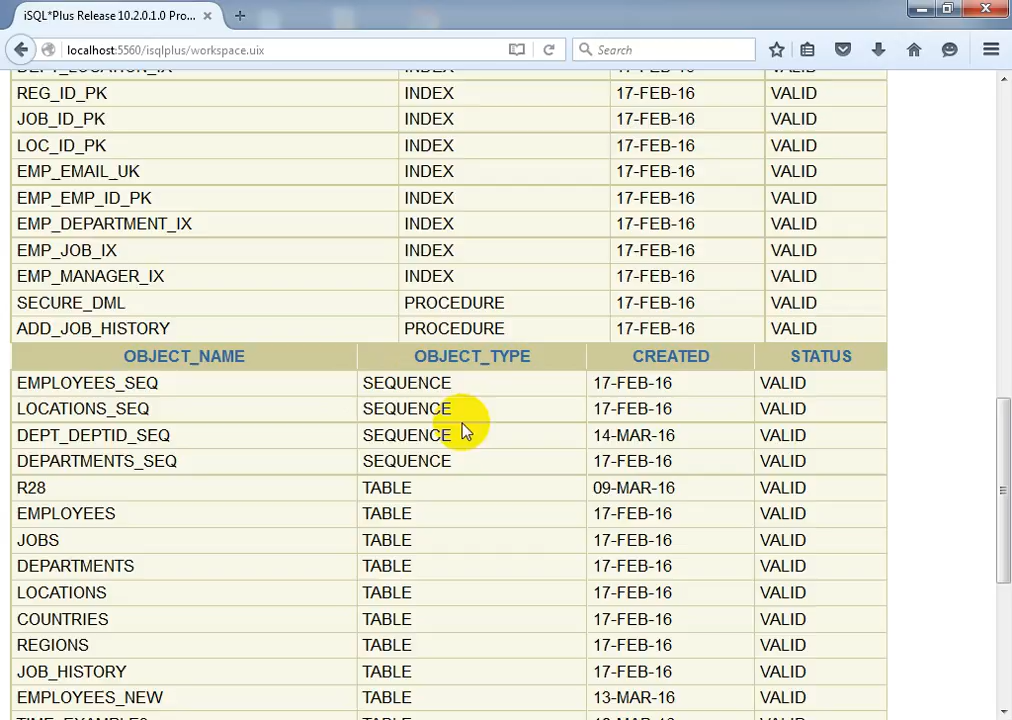 iSQL*Plus Release 10.2.0.1.0 Pro...
localhost:5560/isqlplus/workspace.uix
Search
DEPT_LOCATION_IX INDEX 17-FEB-16 VALID
REG_ID_PK INDEX 17-FEB-16 VALID
JOB_ID_PK INDEX 17-FEB-16 VALID
LOC_ID_PK INDEX 17-FEB-16 VALID
EMP_EMAIL_UK INDEX 17-FEB-16 VALID
EMP_EMP_ID_PK INDEX 17-FEB-16 VALID
EMP_DEPARTMENT_IX INDEX 17-FEB-16 VALID
EMP_JOB_IX INDEX 17-FEB-16 VALID
EMP_MANAGER_IX INDEX 17-FEB-16 VALID
SECURE_DML PROCEDURE 17-FEB-16 VALID
ADD_JOB_HISTORY PROCEDURE 17-FEB-16 VALID
OBJECT_NAME OBJECT_TYPE CREATED STATUS
EMPLOYEES_SEQ SEQUENCE 17-FEB-16 VALID
LOCATIONS_SEQ SEQUENCE 17-FEB-16 VALID
DEPT_DEPTID_SEQ SEQUENCE 14-MAR-16 VALID
DEPARTMENTS_SEQ SEQUENCE 17-FEB-16 VALID
R28 TABLE 09-MAR-16 VALID
EMPLOYEES TABLE 17-FEB-16 VALID
JOBS TABLE 17-FEB-16 VALID
DEPARTMENTS TABLE 17-FEB-16 VALID
LOCATIONS TABLE 17-FEB-16 VALID
COUNTRIES TABLE 17-FEB-16 VALID
REGIONS TABLE 17-FEB-16 VALID
JOB_HISTORY TABLE 17-FEB-16 VALID
EMPLOYEES_NEW TABLE 13-MAR-16 VALID
TABLE VALID